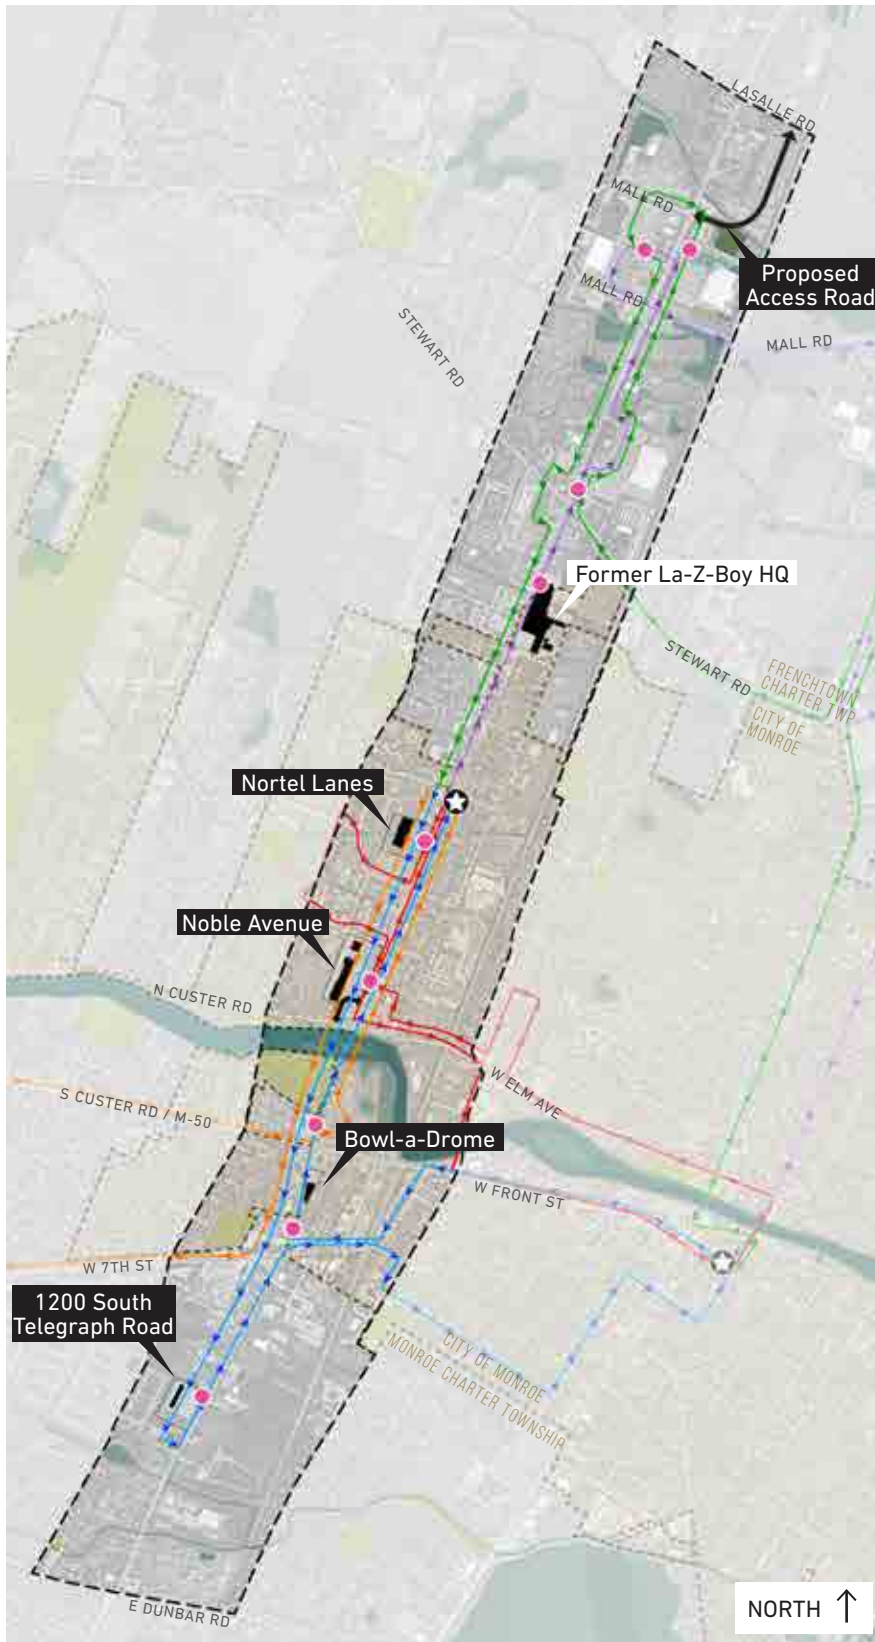 LASALLE RD
MALL RD
Proposed
Access Road
MALL RD
MALL RD
STEWART RD
Former La-Z-Boy HQ
STEWART RD
FRENCHTOWN
CHARTER TWP
CITY OF
MONROE
Nortel Lanes
Noble Avenue
N CUSTER RD
W ELM AVE
S CUSTER RD / M-50
Bowl-a-Drome
W FRONT ST
W 7TH ST
1200 South
Telegraph Road
CITY OF MONROE
MONROE CHARTER TOWNSHIP
E DUNBAR RD
NORTH